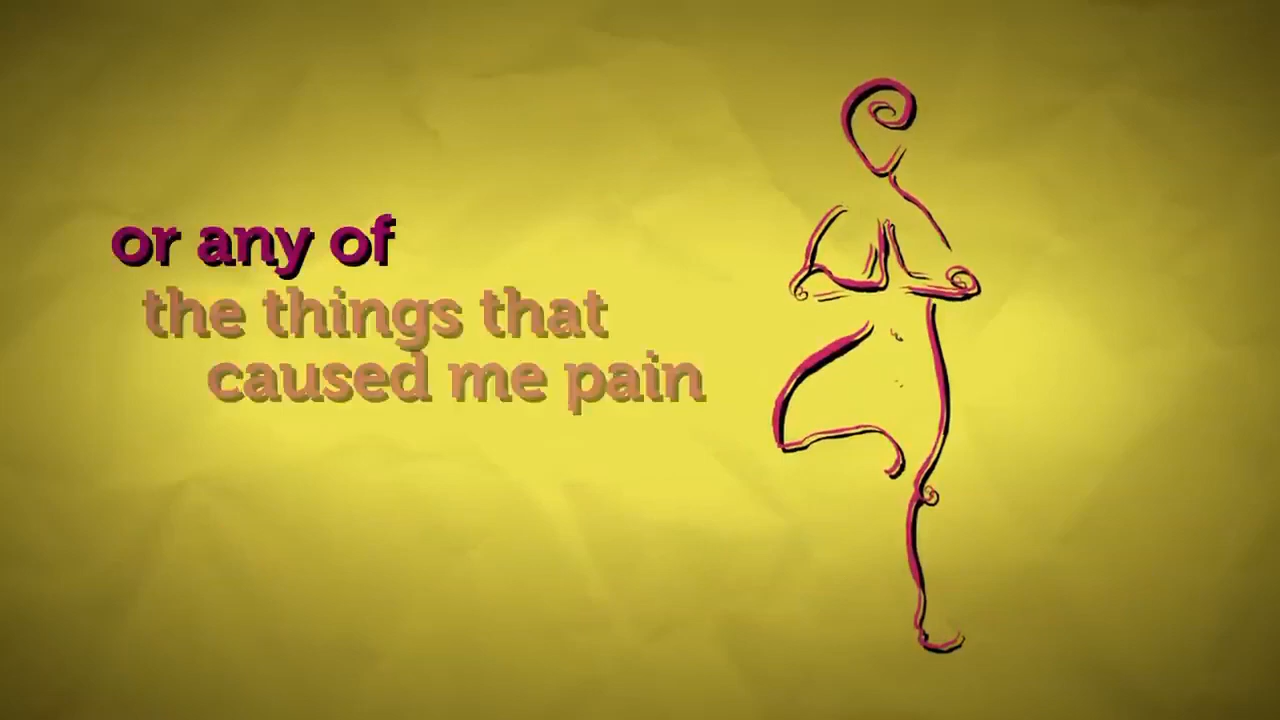 or any of
the things that
caused me pain